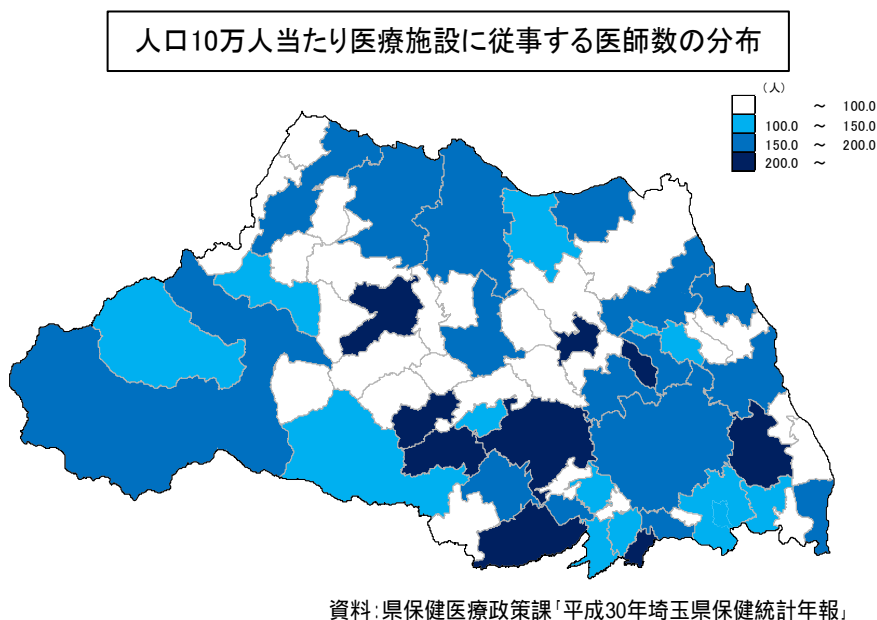 人口10万人当たり医療施設に従事する医師数の分布
（人）
～ 100.0
100.0 ～ 150.0
150.0 ～ 200.0
200.0 ～
資料：県保健医療政策課「平成30年埼玉県保健統計年報」